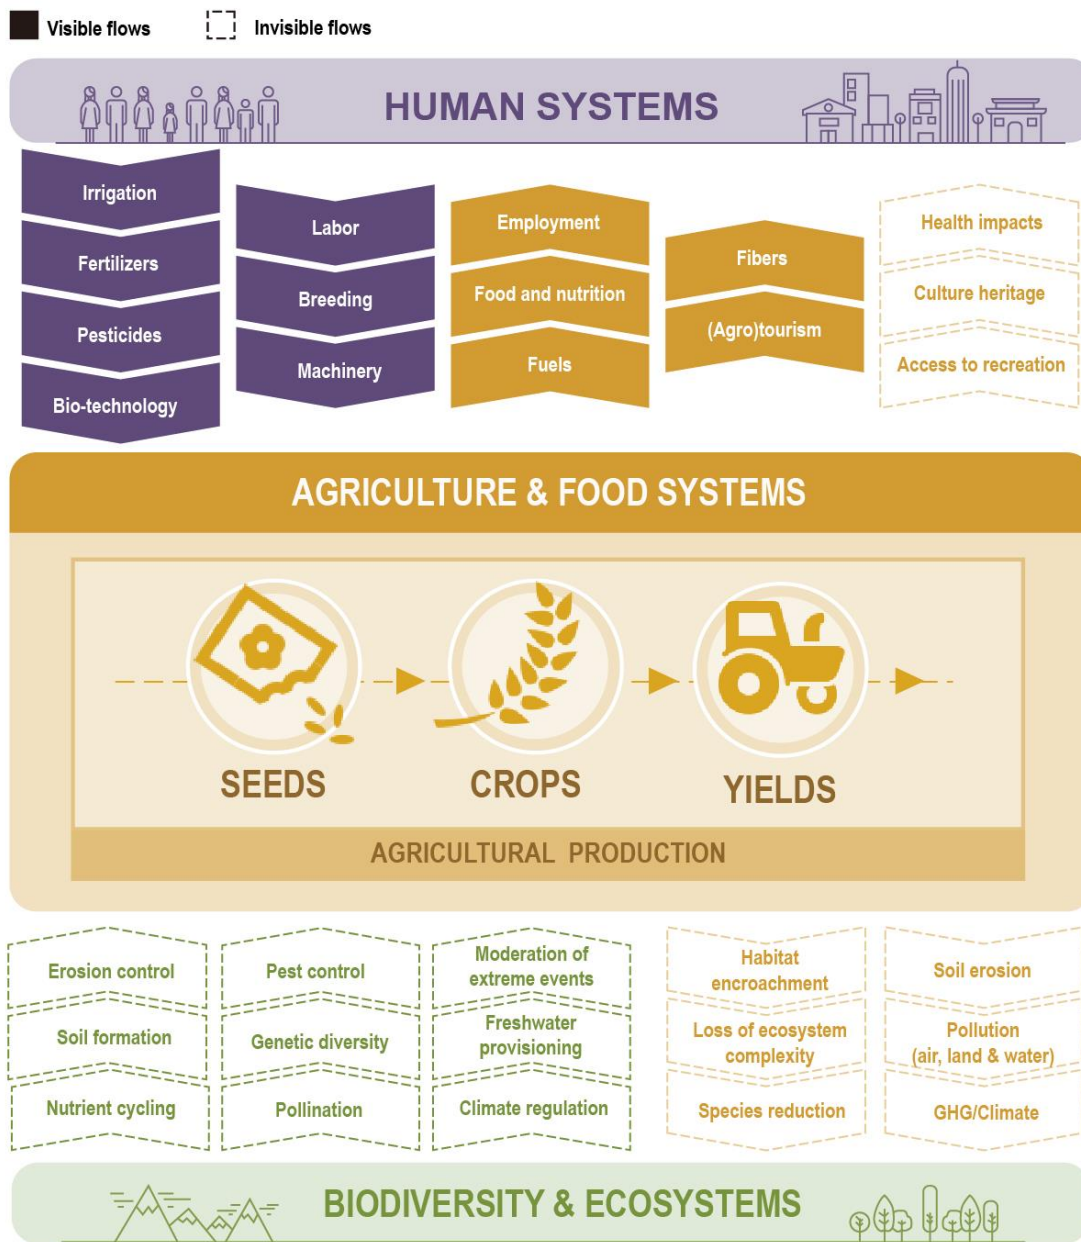 Visible flows
Invisible flows
HUMAN SYSTEMS
Irrigation
Fertilizers
Pesticides
Bio-technology
Labor
Breeding
Machinery
Employment
Food and nutrition
Fuels
Fibers
(Agro)tourism
Health impacts
Culture heritage
Access to recreation
AGRICULTURE & FOOD SYSTEMS
SEEDS
CROPS
YIELDS
AGRICULTURAL PRODUCTION
Erosion control
Soil formation
Nutrient cycling
Pest control
Genetic diversity
Pollination
Moderation of
extreme events
Freshwater
provisioning
Climate regulation
Habitat
encroachment
Loss of ecosystem
complexity
Species reduction
Soil erosion
Pollution
(air, land & water)
GHG/Climate
BIODIVERSITY & ECOSYSTEMS